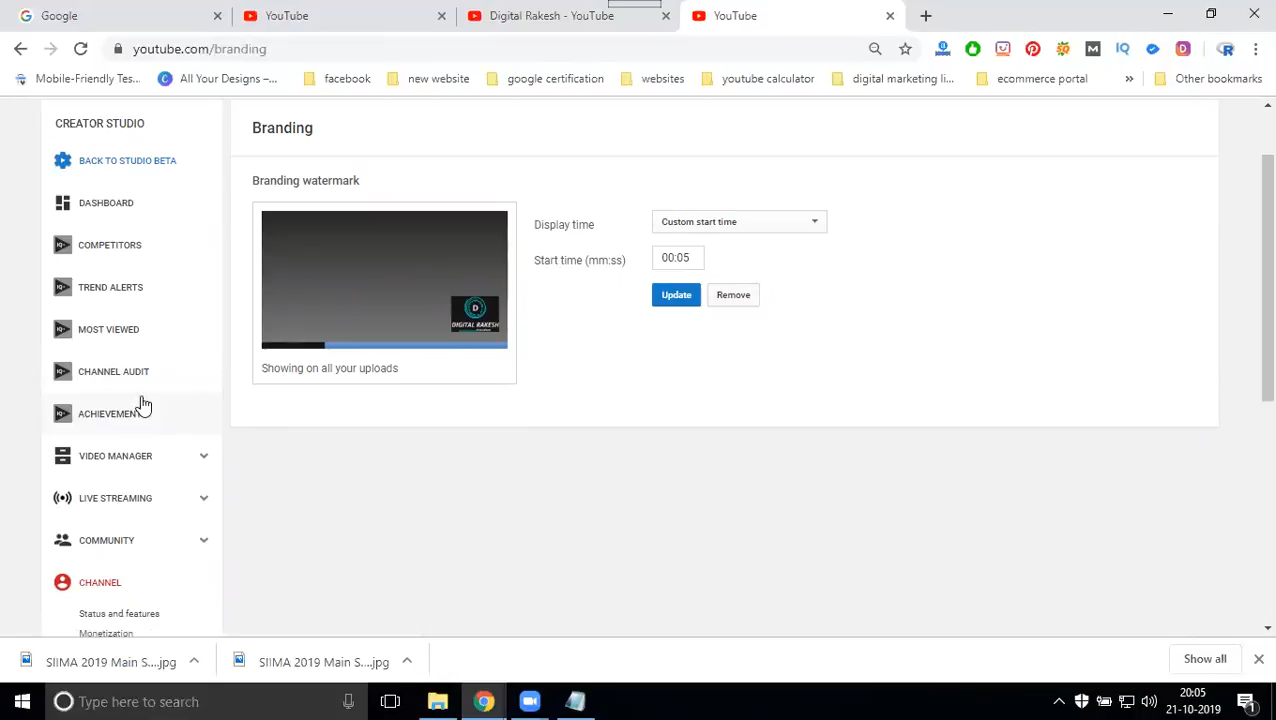 Google
YouTube
Digital Rakesh - YouTube
YouTube
youtube.com/branding
Mobile-Friendly Tes...
All Your Designs –...
facebook
new website
google certification
websites
youtube calculator
digital marketing li...
ecommerce portal
»
Other bookmarks
CREATOR STUDIO
BACK TO STUDIO BETA
DASHBOARD
COMPETITORS
TREND ALERTS
MOST VIEWED
CHANNEL AUDIT
ACHIEVEMENT
VIDEO MANAGER
LIVE STREAMING
COMMUNITY
CHANNEL
Status and features
Monetization
Branding
Branding watermark
D
DIGITAL RAKESH
Showing on all your uploads
Display time
Custom start time
Start time (mm:ss)
00:05
Update
Remove
SIIMA 2019 Main S....jpg
SIIMA 2019 Main S....jpg
Show all
Type here to search
20:05
21-10-2019